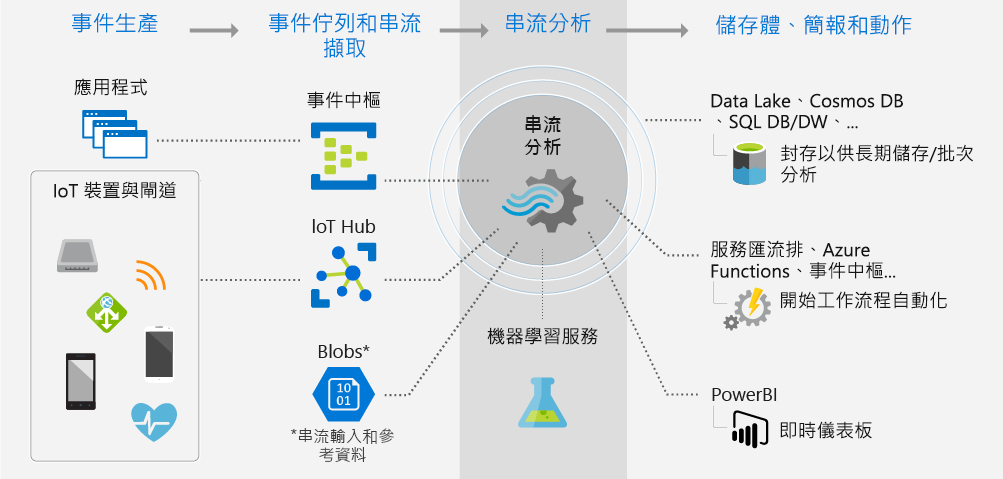 事件生產
事件佇列和串流
擷取
串流分析
儲存體、簡報和動作
應用程式
IoT 裝置與閘道
事件中樞
IoT Hub
Blobs*
10
01
*串流輸入和參
考資料
串流
分析
機器學習服務
Data Lake、Cosmos DB
、SQL DB/DW、...
封存以供長期儲存/批次
分析
服務匯流排、Azure
Functions、事件中樞...
開始工作流程自動化
PowerBI
即時儀表板